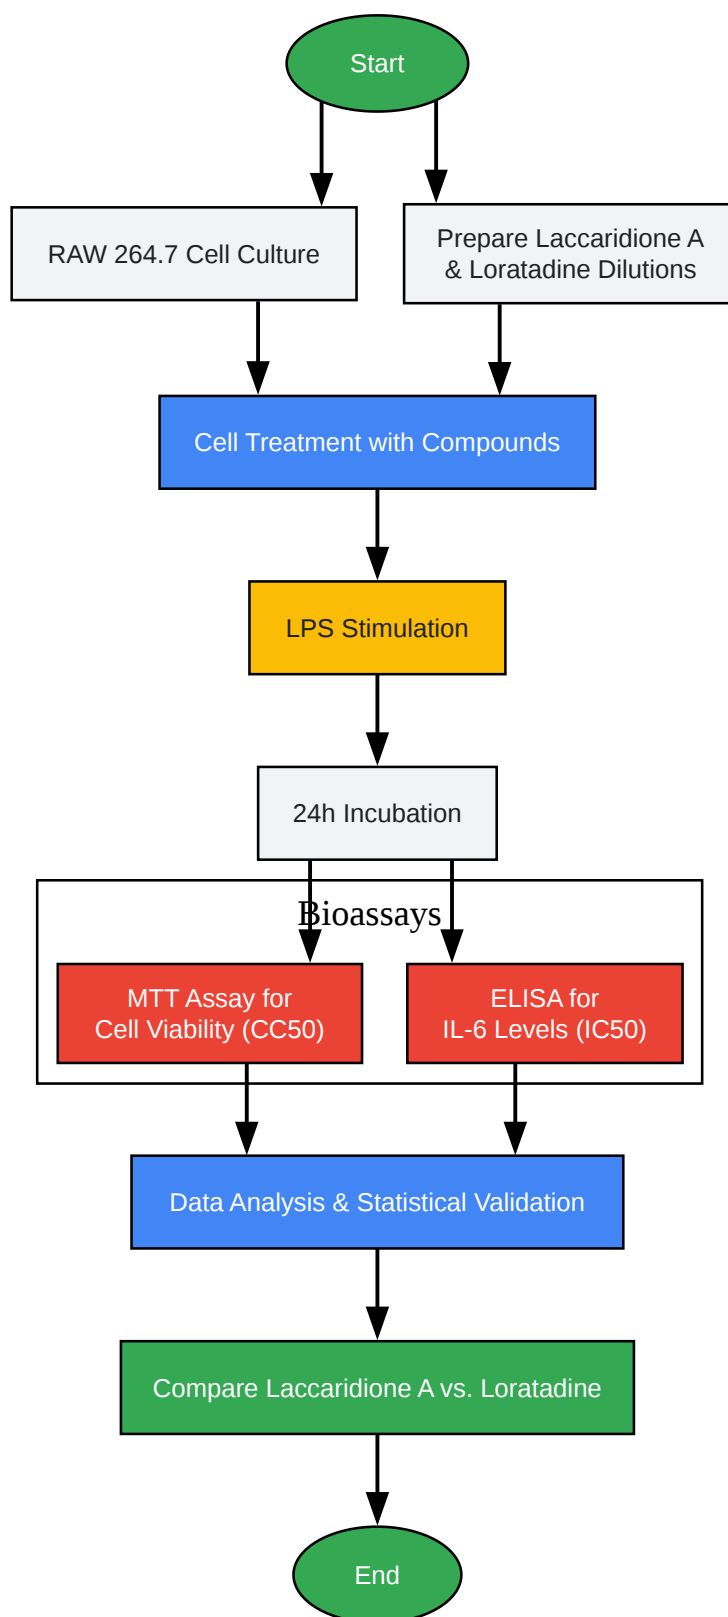 Start
RAW 264.7 Cell Culture
Prepare Laccaridione A
& Loratadine Dilutions
Cell Treatment with Compounds
LPS Stimulation
24h Incubation
Bioassays
MTT Assay for
Cell Viability (CC50)
ELISA for
IL-6 Levels (IC50)
Data Analysis & Statistical Validation
Compare Laccaridione A vs. Loratadine
End